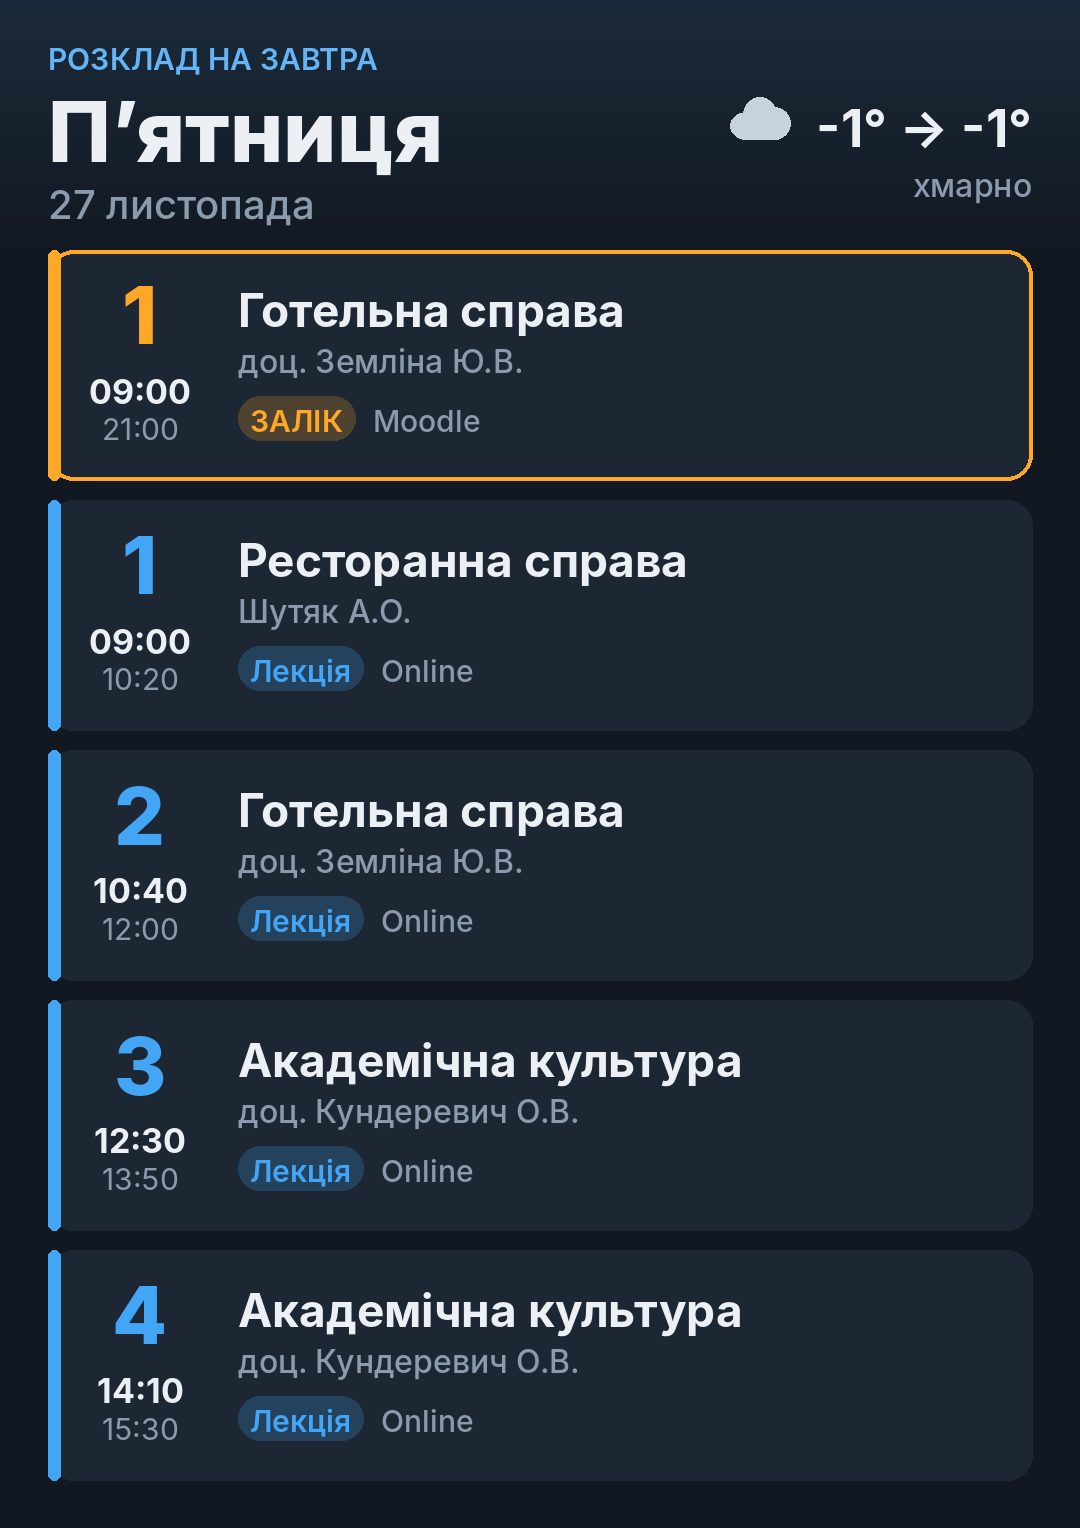 РОЗКЛАД НА ЗАВТРА
П’ятниця
27 листопада
-1° → -1°
хмарно
1
09:00
21:00
Готельна справа
доц. Земліна Ю.В.
ЗАЛІК Moodle
1
09:00
10:20
Ресторанна справа
Шутяк А.О.
Лекція Online
2
10:40
12:00
Готельна справа
доц. Земліна Ю.В.
Лекція Online
3
12:30
13:50
Академічна культура
доц. Кундеревич О.В.
Лекція Online
4
14:10
15:30
Академічна культура
доц. Кундеревич О.В.
Лекція Online